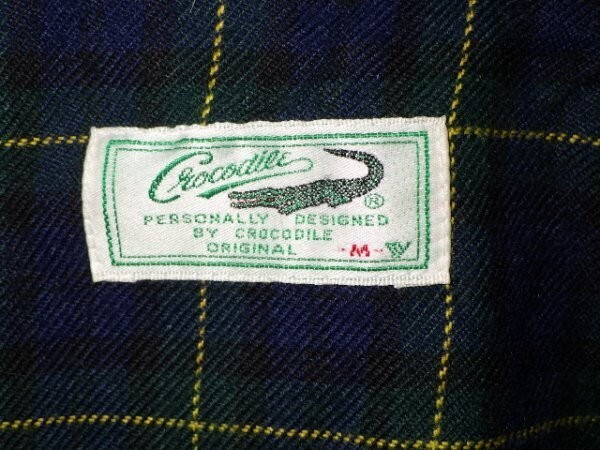 Crocodile
®
PERSONALLY DESIGNED
BY CROCODILE
ORIGINAL -M-